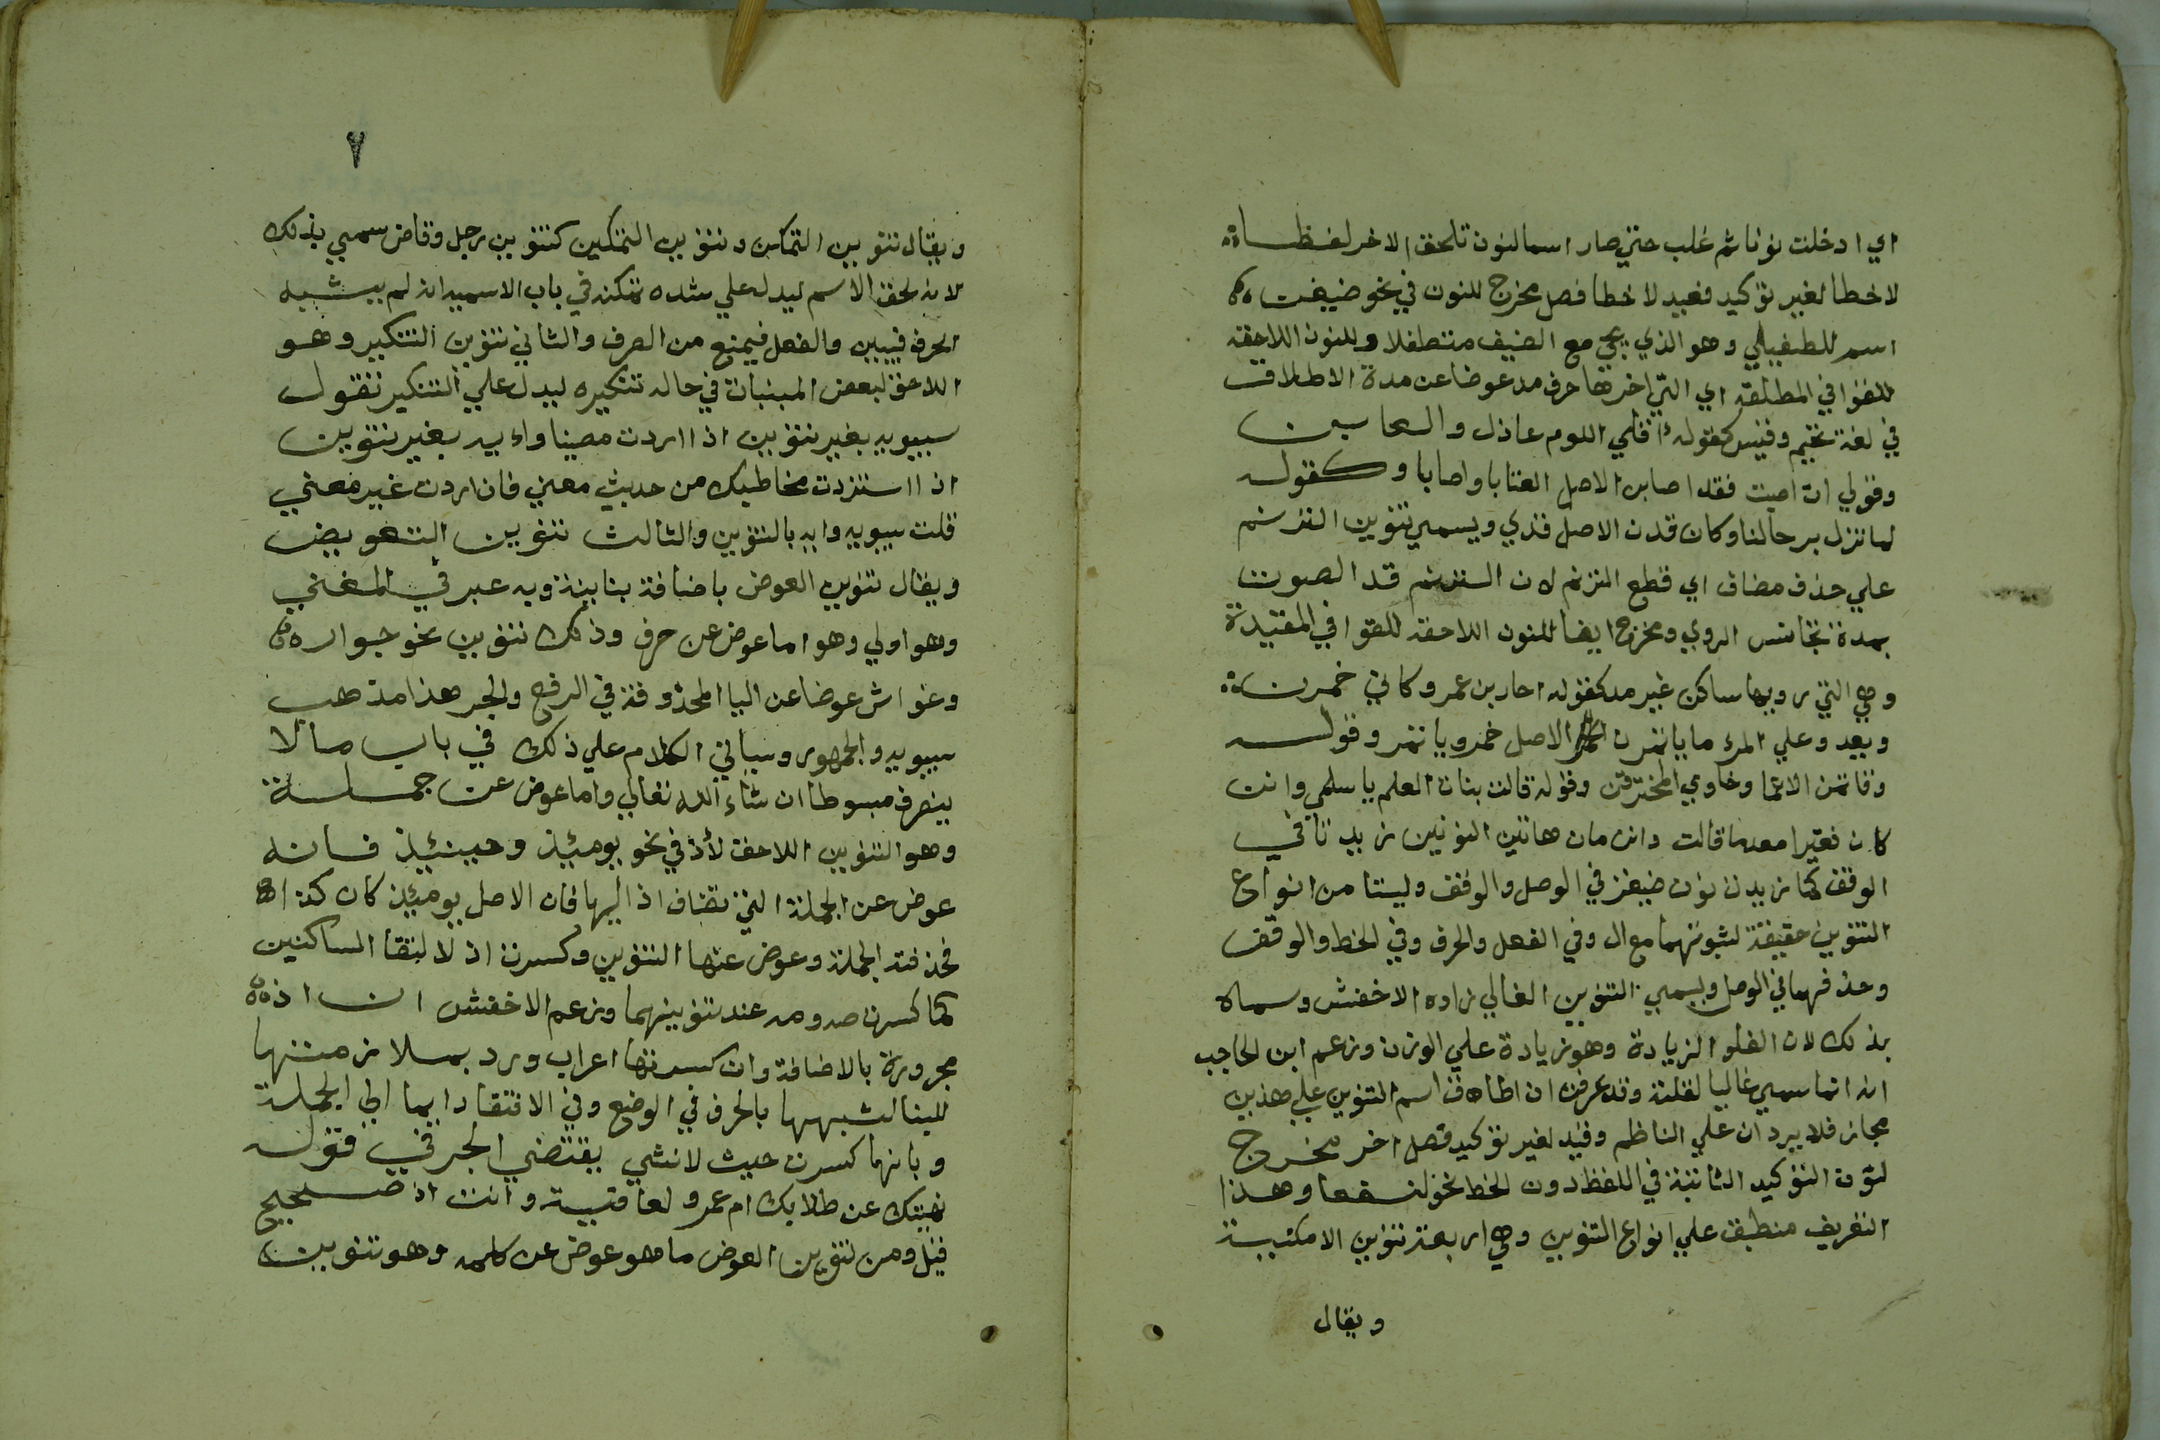 اي ادخلت نونا ثم غلب حتي صار اسما لنون تلحق الاخر لفظا
لا خطا لغير توكيد فقيد لا خطا فصل مخرج للنون في نحو ضيفن
اسم للطفيلي وهو الذي يجي مع الضيف متطفلا وللنون اللاحقة
للقوافي المطلقة اي التي اخرها حرف مد عوضا عن مدة الاطلاق
في لغة تميم وقيس كقوله اقلي اللوم عاذل والعتابن
وقولي ان اصبت فقد اصابن الاصل العتابا واصابا وكقوله
لما تزل برحالنا وكان قدن الاصل قدي ويسمي تنوين الترنم
علي حذف مضاف اي قطع الترنم لان الترنم مد الصوت
بمدة تجانس الروي ومخرج ايضا للنون اللاحقة للقوافي المقيدة
وهي التي رويها ساكن غير مد كقوله احار بن عمرو كاني خمرن
ويعدو علي المرء ما ياتمرن الاصل خمر وياتمر وقوله
وقاتمن الاعما وخاوي المخترقن وقوله قالت بنات العلم يا سلمي وانن
كان فقيرا معدما قالت وانن فان هاتين النونين زيدتا في
الوقف كما زيدت نون ضيفن في الوصل والوقف وليستا من انواع
التنوين حقيقة لثبوتهما مع ال وفي الفعل والحرف وفي الخط والوقف
وحذفهما في الوصل ويسمي التنوين الغالي زاده الاخفش وسماه
بذلك لان الغلو الزيادة وهو زيادة علي الوزن وزعم ابن الحاجب
انه انما سمي غاليا لقلته وقد عرفت ان اطلاق اسم التنوين علي هذين
مجاز فلا يردان علي الناظم وقيد لغير توكيد فصل اخر مخرج
لنون التوكيد الثابتة في اللفظ دون الخط نحو لنسفعا وهذا
التعريف منطبق علي انواع التنوين وهي اربعة تنوين الامكنية
ويقال
٢
ويقال تنوين التمكن وتنوين التمكين كتنوين رجل وقاض سمي بذلك
لانه لحق الاسم ليدل علي شدة تمكنه في باب الاسمية انه لم يشبه
الحرف فيبني والفعل فيمنع من الصرف والثاني تنوين التنكير وهو
اللاحق لبعض المبنيات في حالة تنكيره ليدل علي التنكير تقول
سيبويه بغير تنوين اذا اردت معينا وايه بغير تنوين
اذا استزدت مخاطبك من حديث معين فان اردت غير معين
قلت سيبويه وايه بالتنوين والثالث تنوين التعويض
ويقال تنوين العوض باضافة بيانية وبه عبر في المغني
وهو اولي وهو اما عوض عن حرف وذلك تنوين نحو جوار
وغواش عوضا عن اليا المحذوفة في الرفع والجر هذا مذهب
سيبويه والجمهور وسياتي الكلام علي ذلك في باب ما لا
ينصرف مبسوطا ان شاء الله تعالي واما عوض عن جملة
وهو التنوين اللاحق لأذ في نحو يومئذ وحينئذ فانه
عوض عن الجملة التي تضاف اذ اليها فان الاصل يوم اذ كان كذا
فحذفت الجملة وعوض عنها التنوين وكسرت اذ لالتقا الساكنين
كما كسرت صه ومه عند تنوينهما وزعم الاخفش ان اذ
مجرورة بالاضافة وان كسرتها اعراب ورد بملازمتها
للبنا لشبهها بالحرف في الوضع وفي الافتقار دايما الي الجملة
وبانها كسرت حيث لا شي يقتضي الجر في قوله
نهيتك عن طلابك ام عمرو بعاقبة وانت اذ صحيح
قيل ومن تنوين العوض ما هو عوض عن كلمه وهو تنوين